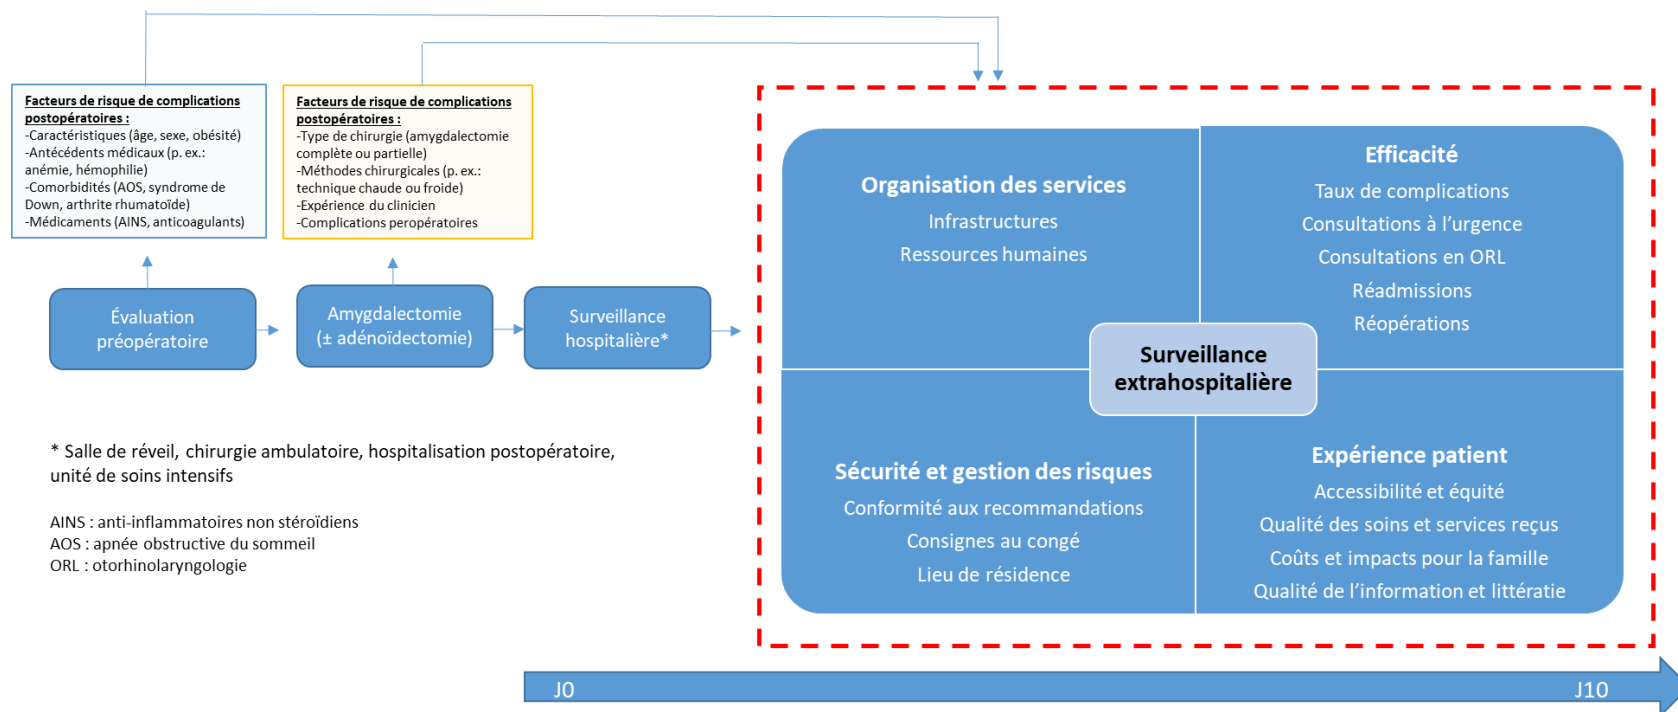 Facteurs de risque de complications
postopératoires :
-Caractéristiques (âge, sexe, obésité)
-Antécédents médicaux (p. ex.:
anémie, hémophilie)
-Comorbidités (AOS, syndrome de
Down, arthrite rhumatoïde)
-Médicaments (AINS, anticoagulants)
Facteurs de risque de complications
postopératoires :
-Type de chirurgie (amygdalectomie
complète ou partielle)
-Méthodes chirurgicales (p. ex.:
technique chaude ou froide)
-Expérience du clinicien
-Complications peropératoires
Évaluation
préopératoire
Amygdalectomie
(± adénoïdectomie)
Surveillance
hospitalière*
Organisation des services
Infrastructures
Ressources humaines
Efficacité
Taux de complications
Consultations à l'urgence
Consultations en ORL
Réadmissions
Réopérations
Surveillance
extrahospitalière
Sécurité et gestion des risques
Conformité aux recommandations
Consignes au congé
Lieu de résidence
Expérience patient
Accessibilité et équité
Qualité des soins et services reçus
Coûts et impacts pour la famille
Qualité de l'information et littératie
* Salle de réveil, chirurgie ambulatoire, hospitalisation postopératoire,
unité de soins intensifs
AINS : anti-inflammatoires non stéroïdiens
AOS : apnée obstructive du sommeil
ORL : otorhinolaryngologie
J0
J10